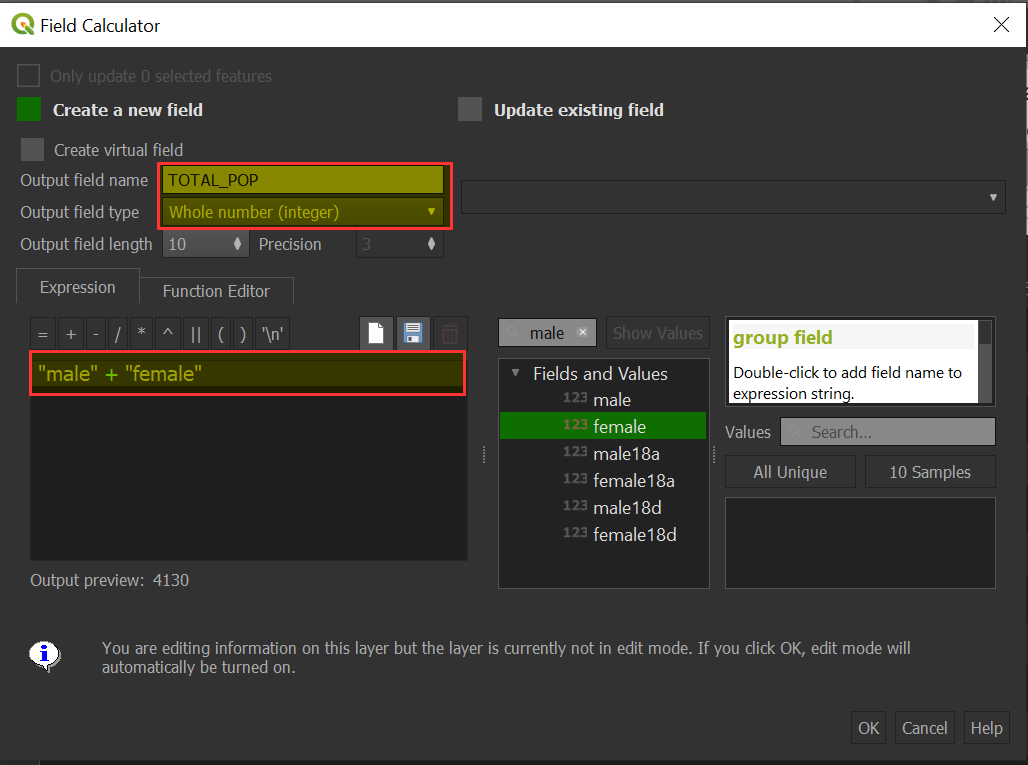 Field Calculator
Only update 0 selected features
Create a new field
Update existing field
Create virtual field
Output field name TOTAL_POP
Output field type Whole number (integer)
Output field length 10 Precision 3
Expression Function Editor
= + - / * ^ || ( ) '\n'
male Show Values
group field
"male" + "female"
Fields and Values
Double-click to add field name to
expression string.
123 male
123 female
Values Search...
123 male18a
All Unique 10 Samples
123 female18a
123 male18d
123 female18d
Output preview: 4130
You are editing information on this layer but the layer is currently not in edit mode. If you click OK, edit mode will
automatically be turned on.
OK Cancel Help